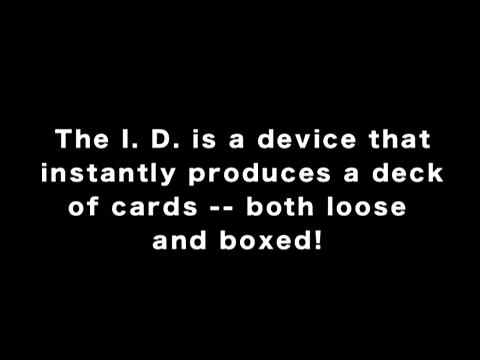 The I. D. is a device that
instantly produces a deck
of cards -- both loose
and boxed!